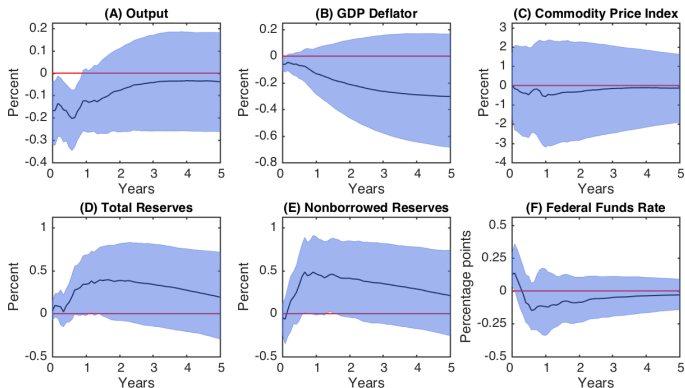 (A) Output
(B) GDP Deflator
(C) Commodity Price Index
Percent
0.2
0.1
0
-0.1
-0.2
-0.3
-0.4
0 1 2 3 4 5
Years
Percent
0.2
0
-0.2
-0.4
-0.6
-0.8
0 1 2 3 4 5
Years
Percent
3
2
1
0
-1
-2
-3
-4
0 1 2 3 4 5
Years
(D) Total Reserves
(E) Nonborrowed Reserves
(F) Federal Funds Rate
Percent
1
0.5
0
-0.5
0 1 2 3 4 5
Years
Percent
1
0.5
0
-0.5
0 1 2 3 4 5
Years
Percentage points
0.5
0.25
0
-0.25
-0.5
0 1 2 3 4 5
Years